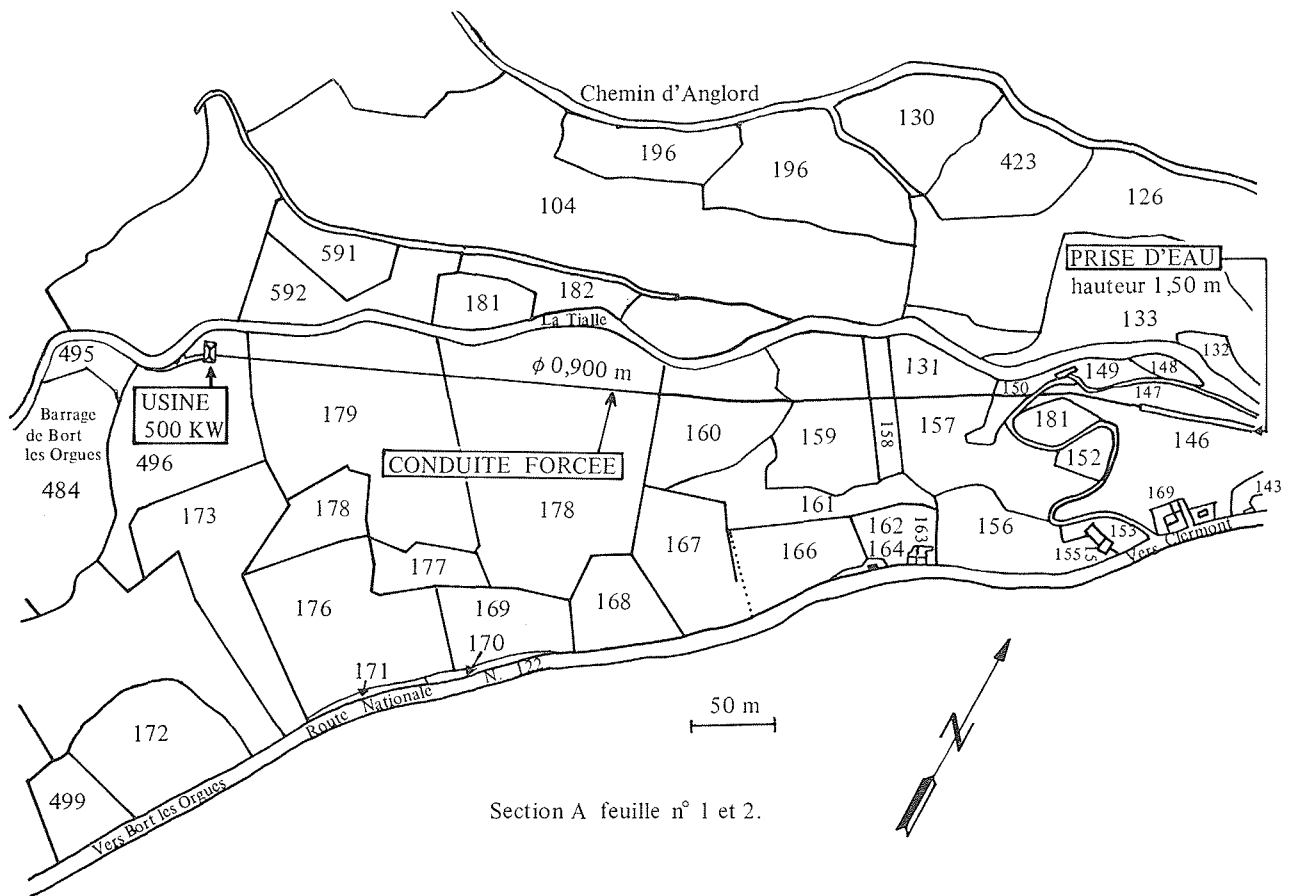 Chemin d'Anglord
130
196
196
423
104
126
591
PRISE D'EAU
hauteur 1,50 m
592
181
182
133
La Tialle
132
495
149
148
φ 0,900 m
131
150
147
USINE
500 KW
Barrage
de Bort
les Orgues
179
160
159
158
157
181
146
496
CONDUITE FORCEE
152
484
173
178
178
161
169
143
167
166
162
163
156
164
153
155
Vers Clermont
177
176
169
168
170
171
Route Nationale N. 122
50 m
N
172
499
Vers Bort les Orgues
Section A feuille n° 1 et 2.